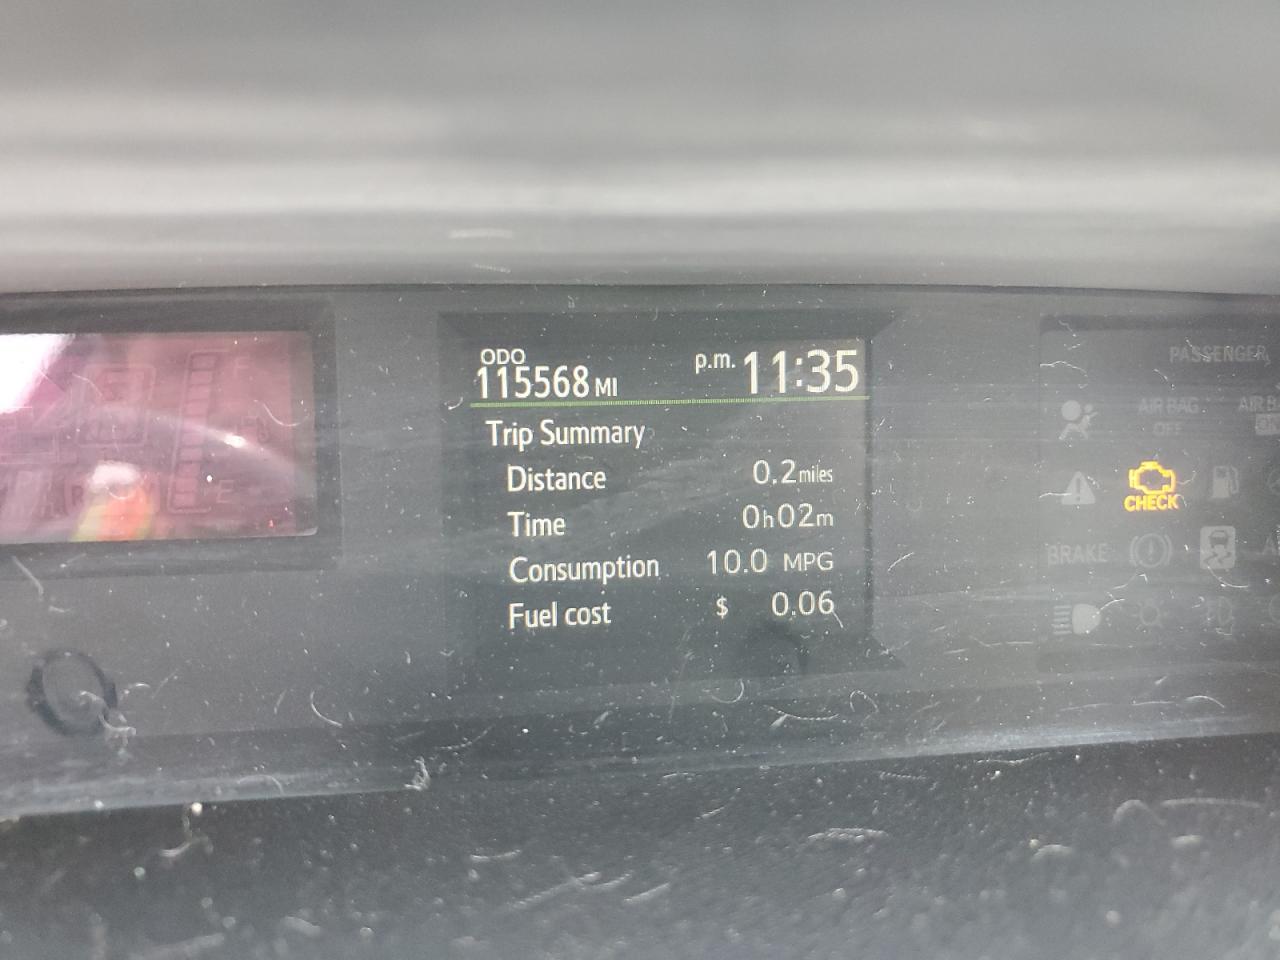 ODO
115568 MI
p.m. 11:35
Trip Summary
Distance 0.2 miles
Time 0h02m
Consumption 10.0 MPG
Fuel cost $ 0.06
PASSENGER
AIR BAG
OFF
AIR B
CHECK
BRAKE
E